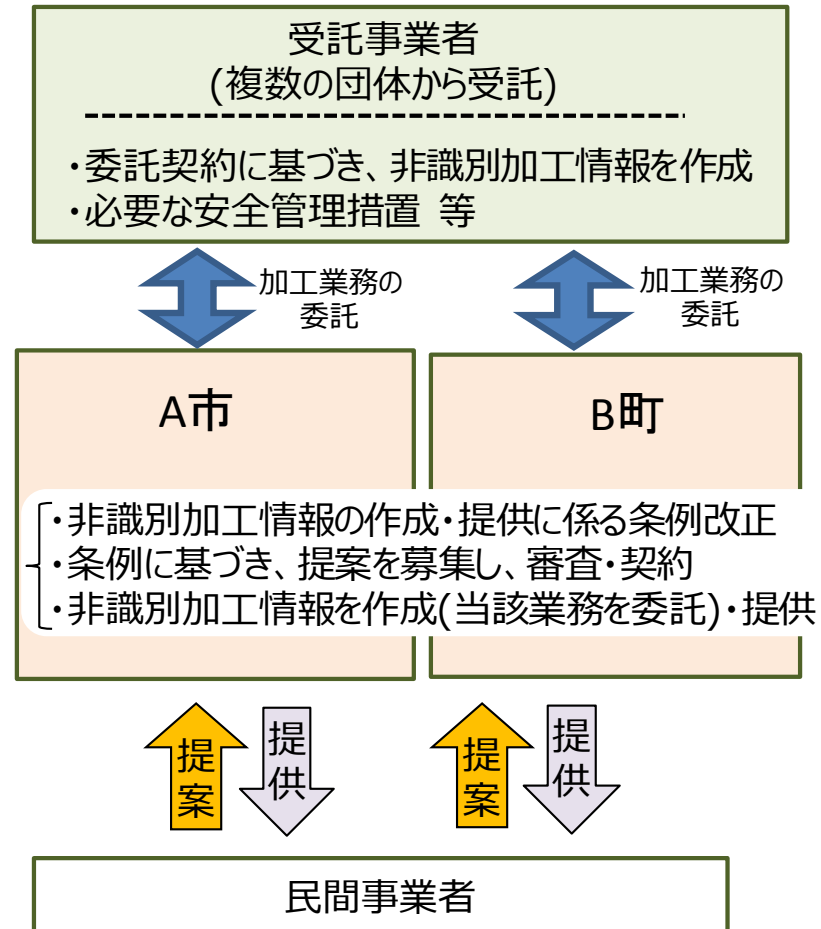 受託事業者
(複数の団体から受託)
・委託契約に基づき、非識別加工情報を作成
・必要な安全管理措置 等
加工業務の
委託
加工業務の
委託
A市
B町
・非識別加工情報の作成・提供に係る条例改正
・条例に基づき、提案を募集し、審査・契約
・非識別加工情報を作成(当該業務を委託)・提供
提案
提供
提案
提供
民間事業者